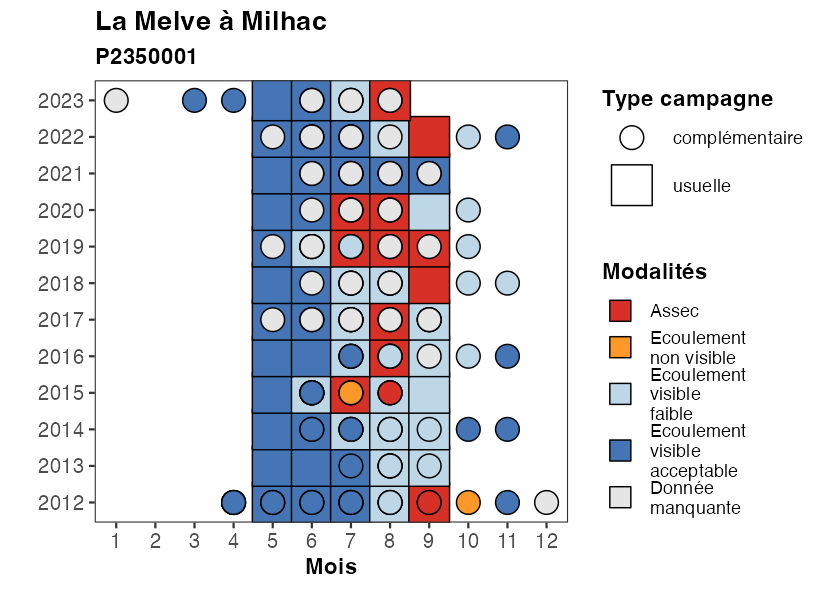 La Melve à Milhac
P2350001
2023
2022
2021
2020
2019
2018
2017
2016
2015
2014
2013
2012
1 2 3 4 5 6 7 8 9 10 11 12
Mois
Type campagne
complémentaire
usuelle
Modalités
Assec
Ecoulement
non visible
Ecoulement
visible
faible
Ecoulement
visible
acceptable
Donnée
manquante